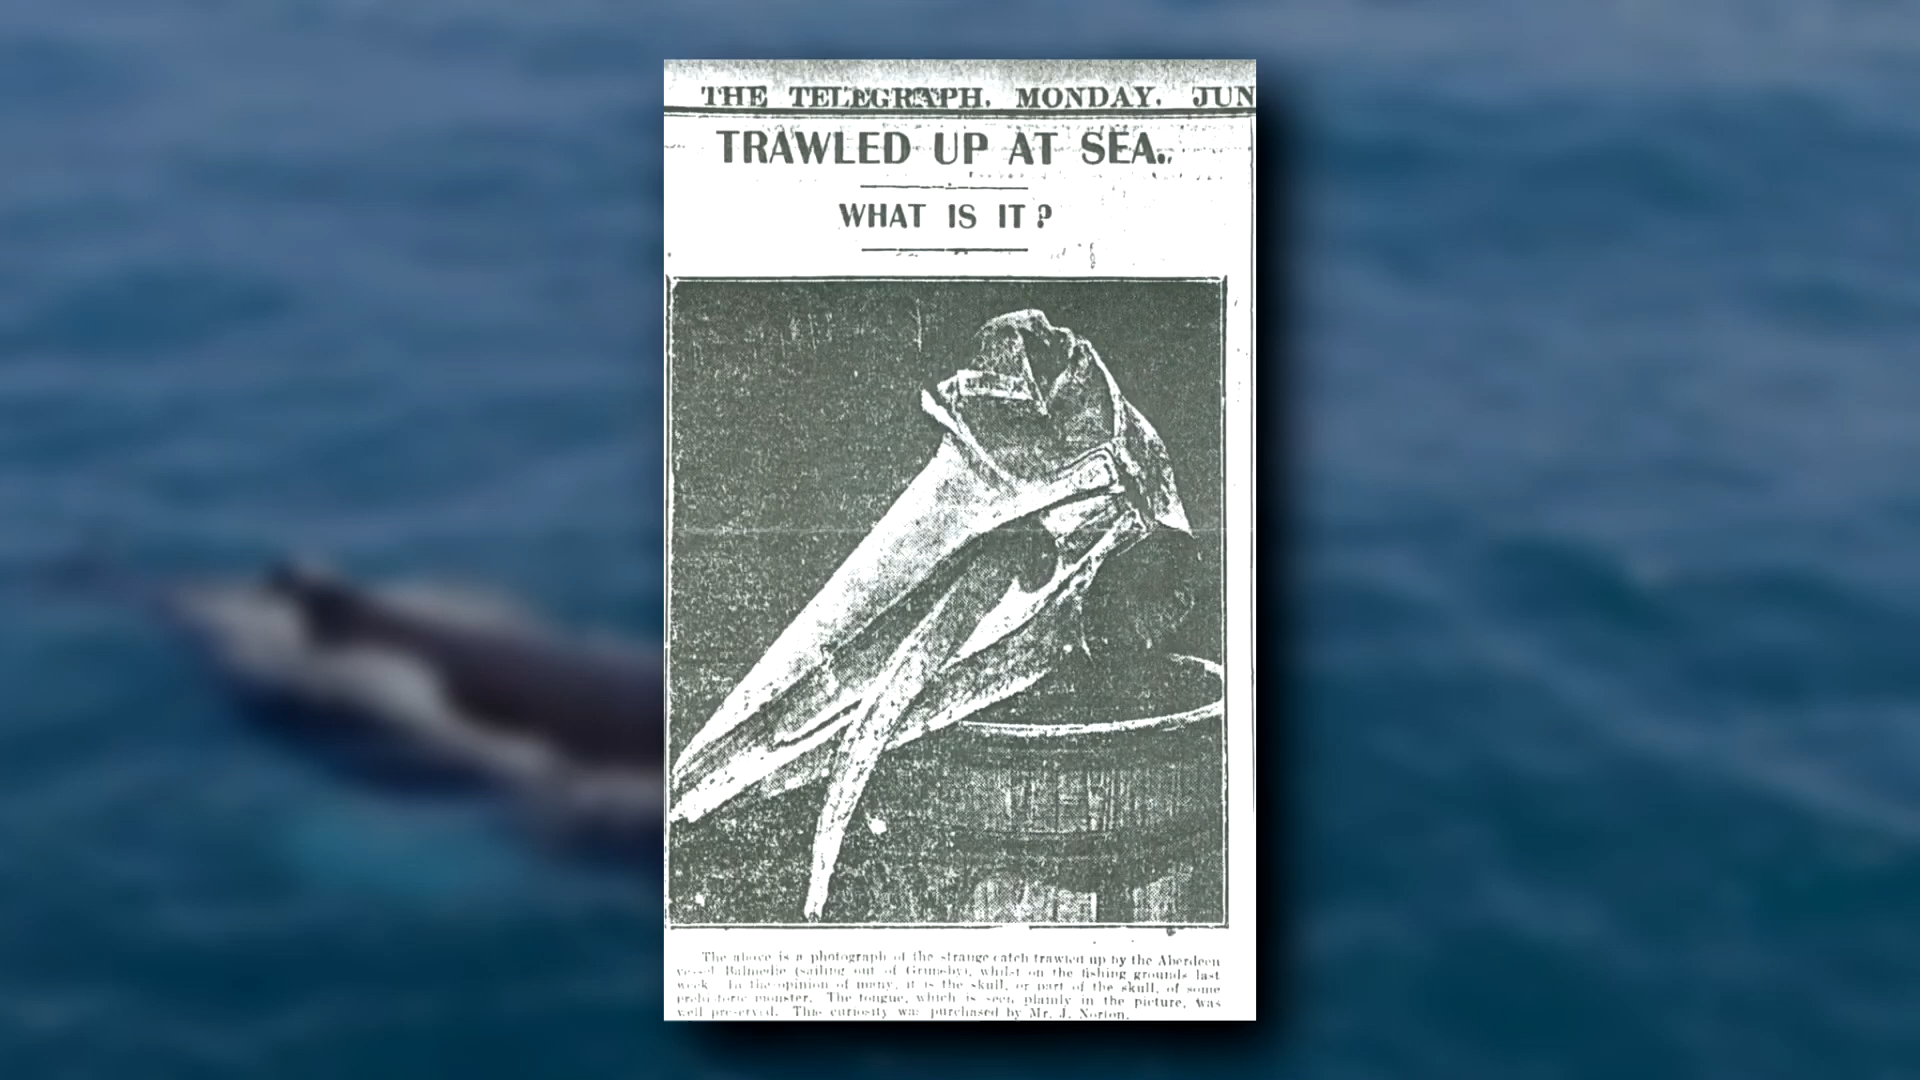 THE TELEGRAPH. MONDAY. JUN
TRAWLED UP AT SEA.
WHAT IS IT?
The above is a photograph of the strange catch trawled up by the Aberdeen
vessel Balmedie (sailing out of Grimsby), whilst on the fishing grounds last
week. In the opinion of many, it is the skull, or part of the skull, of some
prehistoric monster. The tongue, which is seen plainly in the picture, was
well preserved. This curiosity was purchased by Mr. J. Norton.